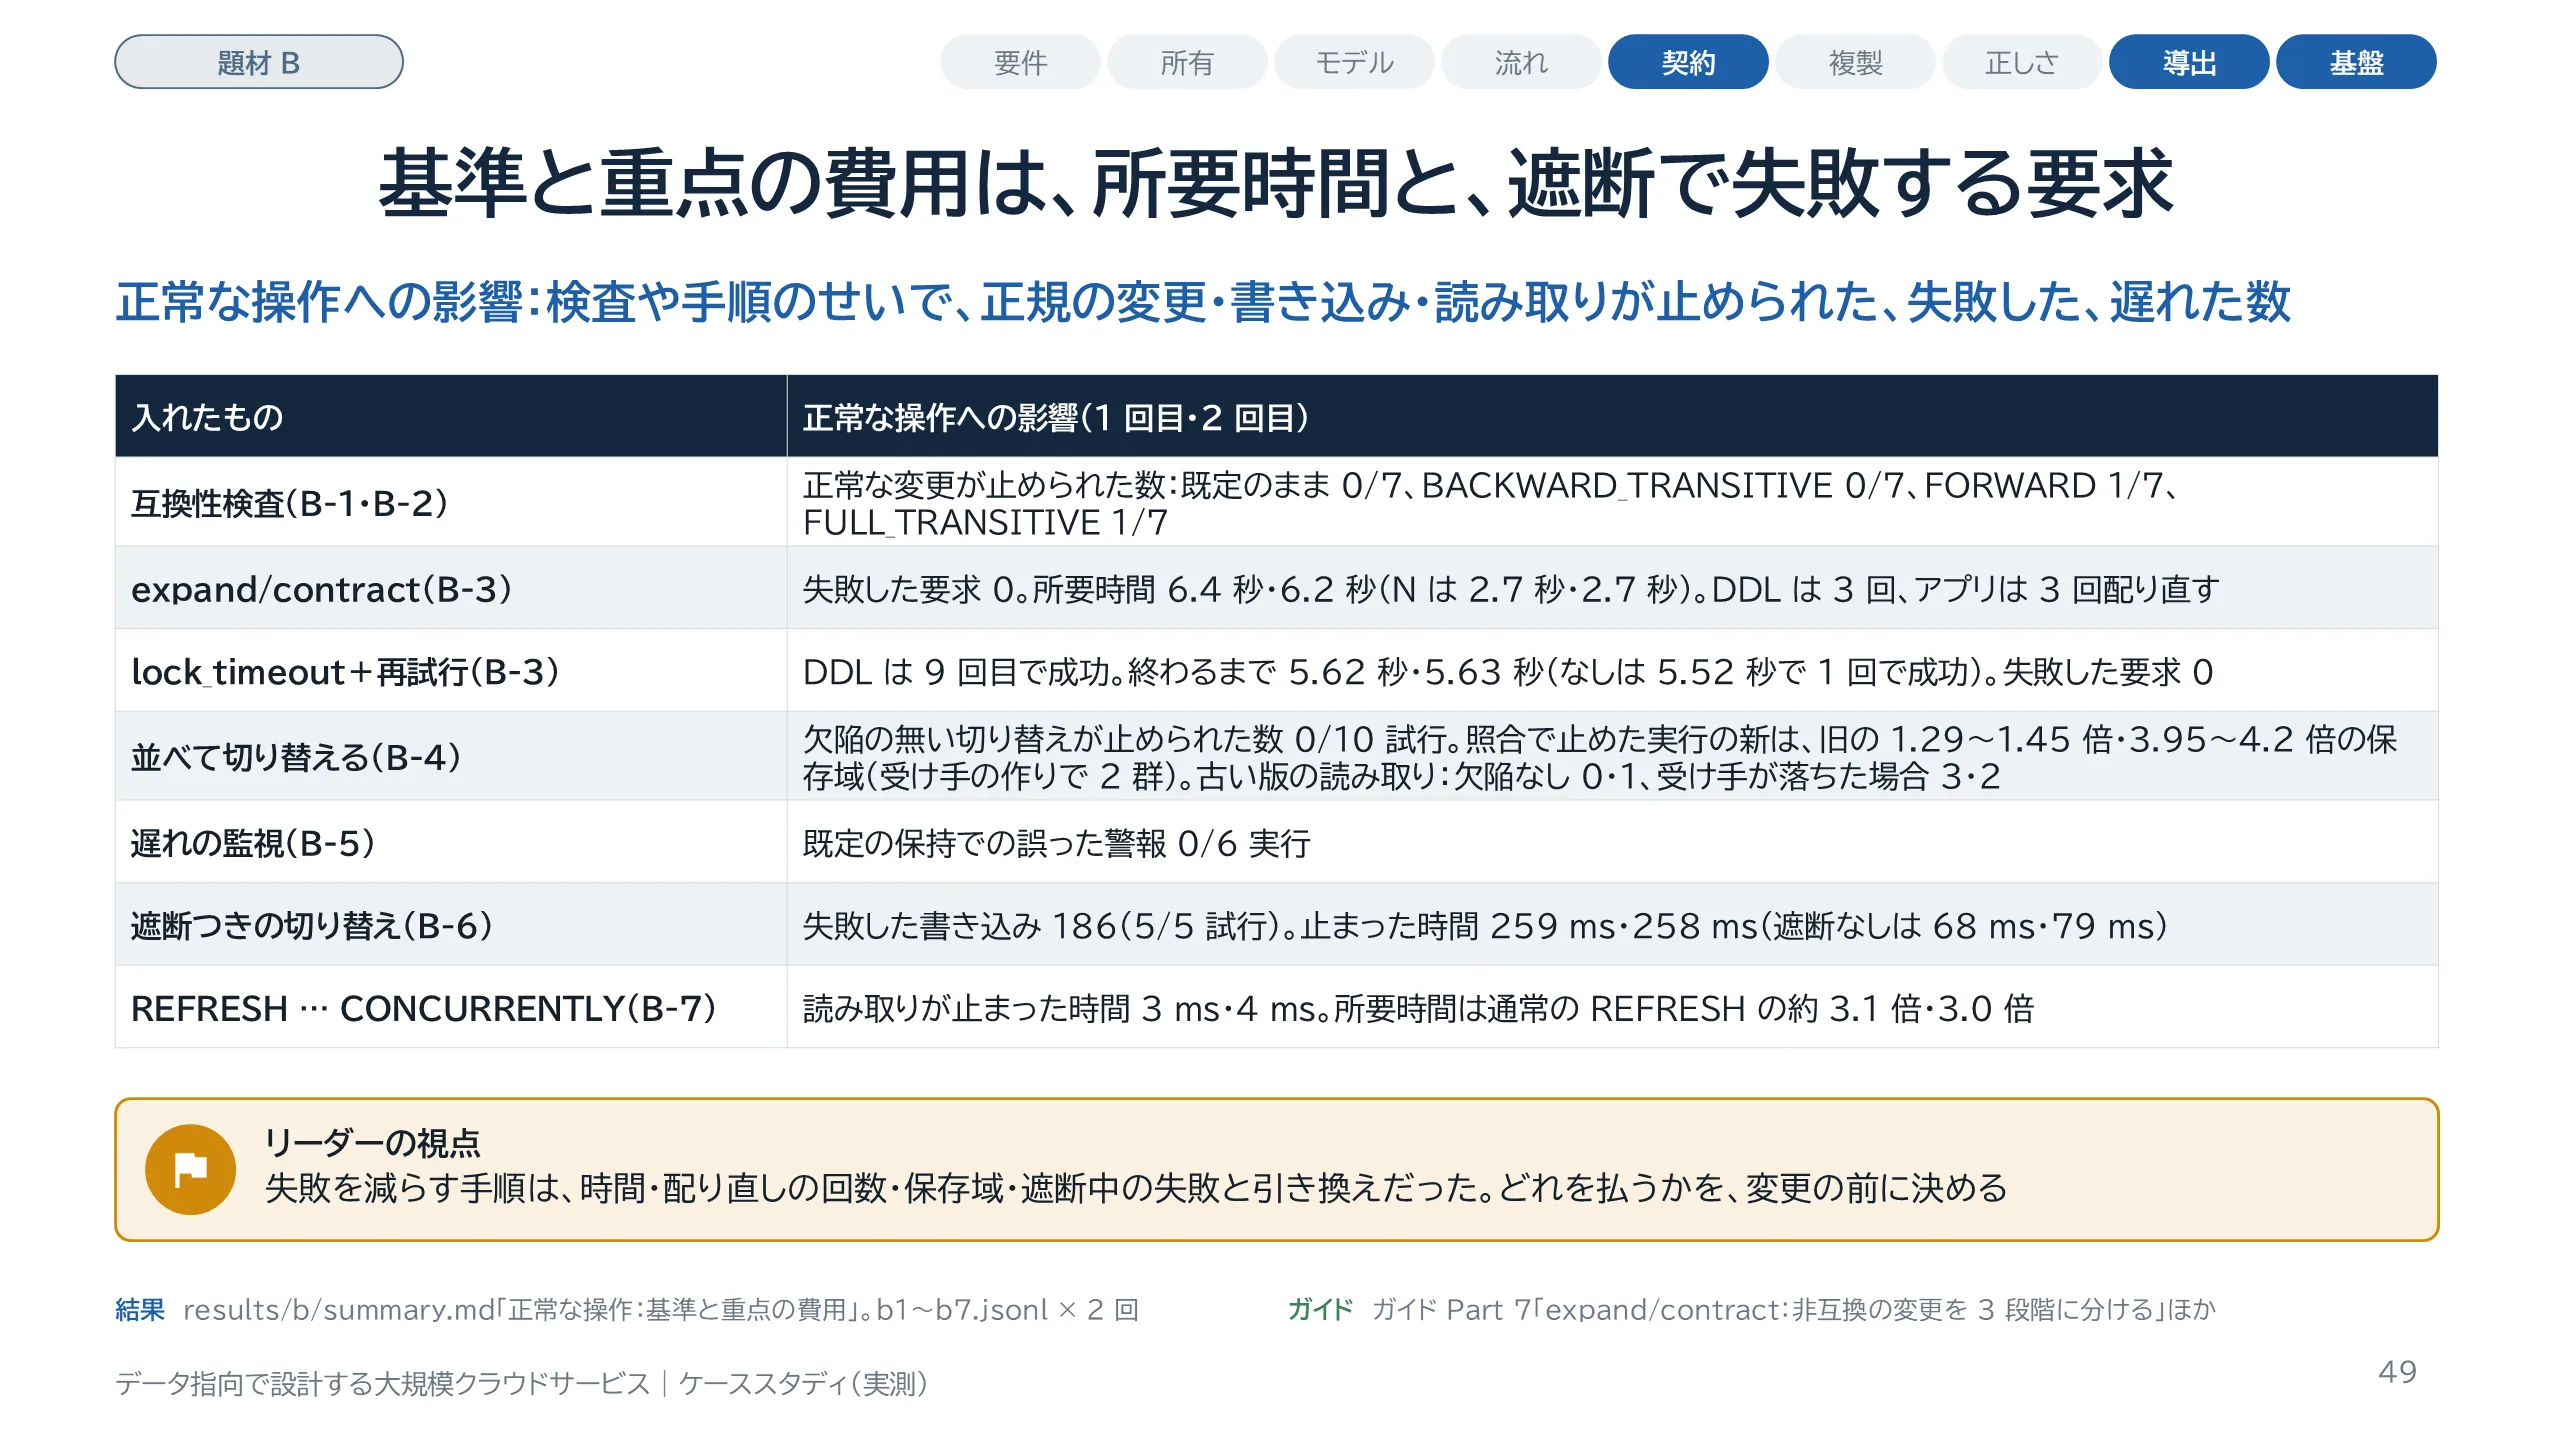 題材 B
要件
所有
モデル
流れ
契約
複製
正しさ
導出
基盤
基準と重点の費用は、所要時間と、遮断で失敗する要求
正常な操作への影響：検査や手順のせいで、正規の変更・書き込み・読み取りが止められた、失敗した、遅れた数
入れたもの
正常な操作への影響（1 回目・2 回目）
互換性検査（B-1・B-2）
正常な変更が止められた数：既定のまま 0/7、BACKWARD_TRANSITIVE 0/7、FORWARD 1/7、
FULL_TRANSITIVE 1/7
expand/contract（B-3）
失敗した要求 0。所要時間 6.4 秒・6.2 秒（N は 2.7 秒・2.7 秒）。DDL は 3 回、アプリは 3 回配り直す
lock_timeout＋再試行（B-3）
DDL は 9 回目で成功。終わるまで 5.62 秒・5.63 秒（なしは 5.52 秒で 1 回で成功）。失敗した要求 0
並べて切り替える（B-4）
欠陥の無い切り替えが止められた数 0/10 試行。照合で止めた実行の新は、旧の 1.29～1.45 倍・3.95～4.2 倍の保
存域（受け手の作りで 2 群）。古い版の読み取り：欠陥なし 0・1、受け手が落ちた場合 3・2
遅れの監視（B-5）
既定の保持での誤った警報 0/6 実行
遮断つきの切り替え（B-6）
失敗した書き込み 186（5/5 試行）。止まった時間 259 ms・258 ms（遮断なしは 68 ms・79 ms）
REFRESH … CONCURRENTLY（B-7）
読み取りが止まった時間 3 ms・4 ms。所要時間は通常の REFRESH の約 3.1 倍・3.0 倍
リーダーの視点
失敗を減らす手順は、時間・配り直しの回数・保存域・遮断中の失敗と引き換えだった。どれを払うかを、変更の前に決める
結果 results/b/summary.md「正常な操作：基準と重点の費用」。b1～b7.jsonl × 2 回
ガイド ガイド Part 7「expand/contract：非互換の変更を 3 段階に分ける」ほか
データ指向で設計する大規模クラウドサービス｜ケーススタディ（実測）
49